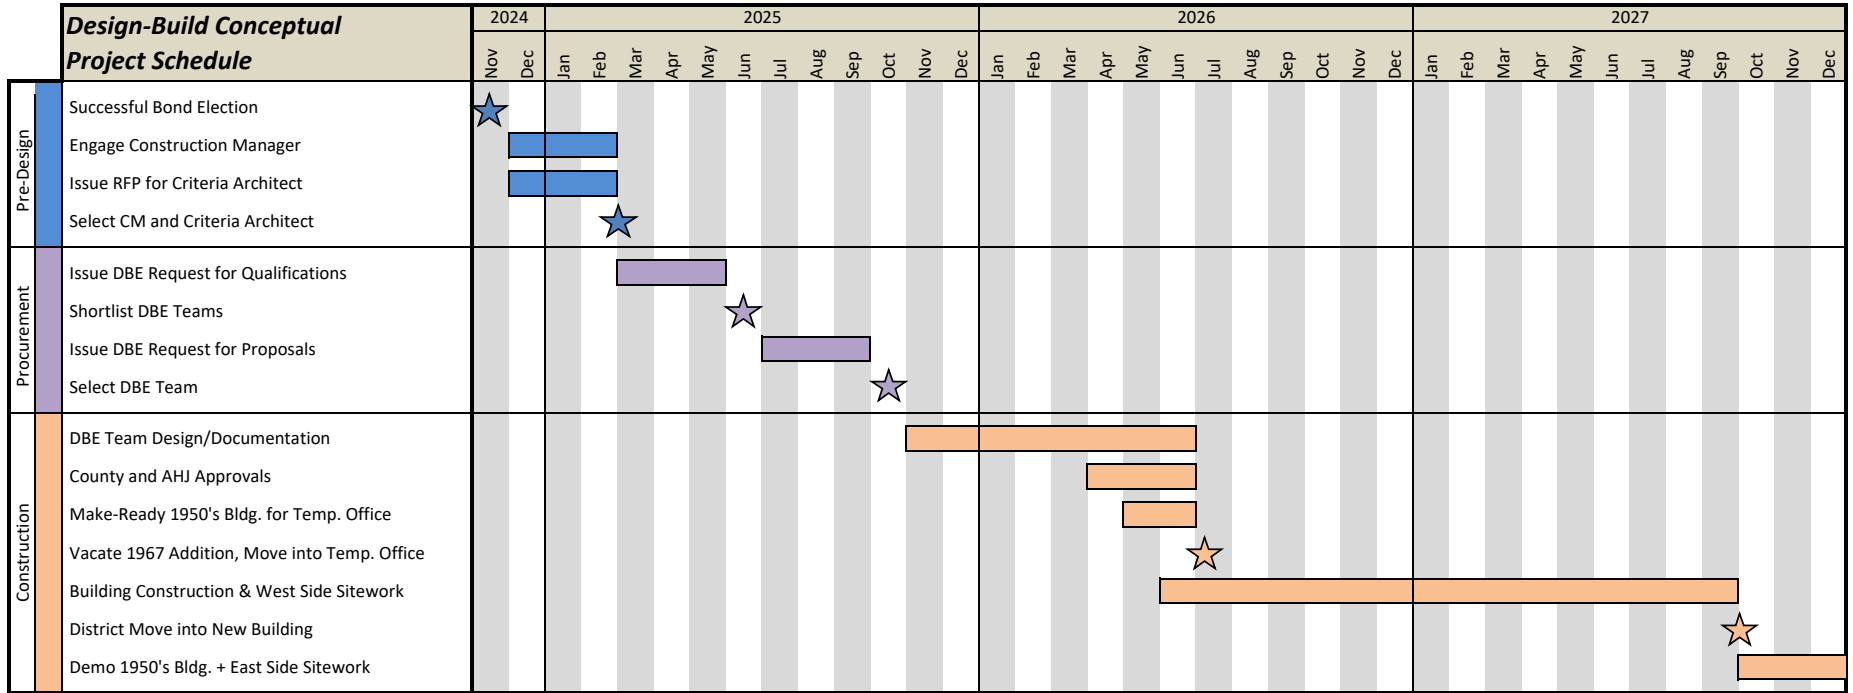 Design-Build Conceptual
Project Schedule
2024 2025 2026 2027
Nov Dec Jan Feb Mar Apr May Jun Jul Aug Sep Oct Nov Dec Jan Feb Mar Apr May Jun Jul Aug Sep Oct Nov Dec Jan Feb Mar Apr May Jun Jul Aug Sep Oct Nov Dec
Pre-Design
Successful Bond Election
Engage Construction Manager
Issue RFP for Criteria Architect
Select CM and Criteria Architect
Procurement
Issue DBE Request for Qualifications
Shortlist DBE Teams
Issue DBE Request for Proposals
Select DBE Team
Construction
DBE Team Design/Documentation
County and AHJ Approvals
Make-Ready 1950's Bldg. for Temp. Office
Vacate 1967 Addition, Move into Temp. Office
Building Construction & West Side Sitework
District Move into New Building
Demo 1950's Bldg. + East Side Sitework